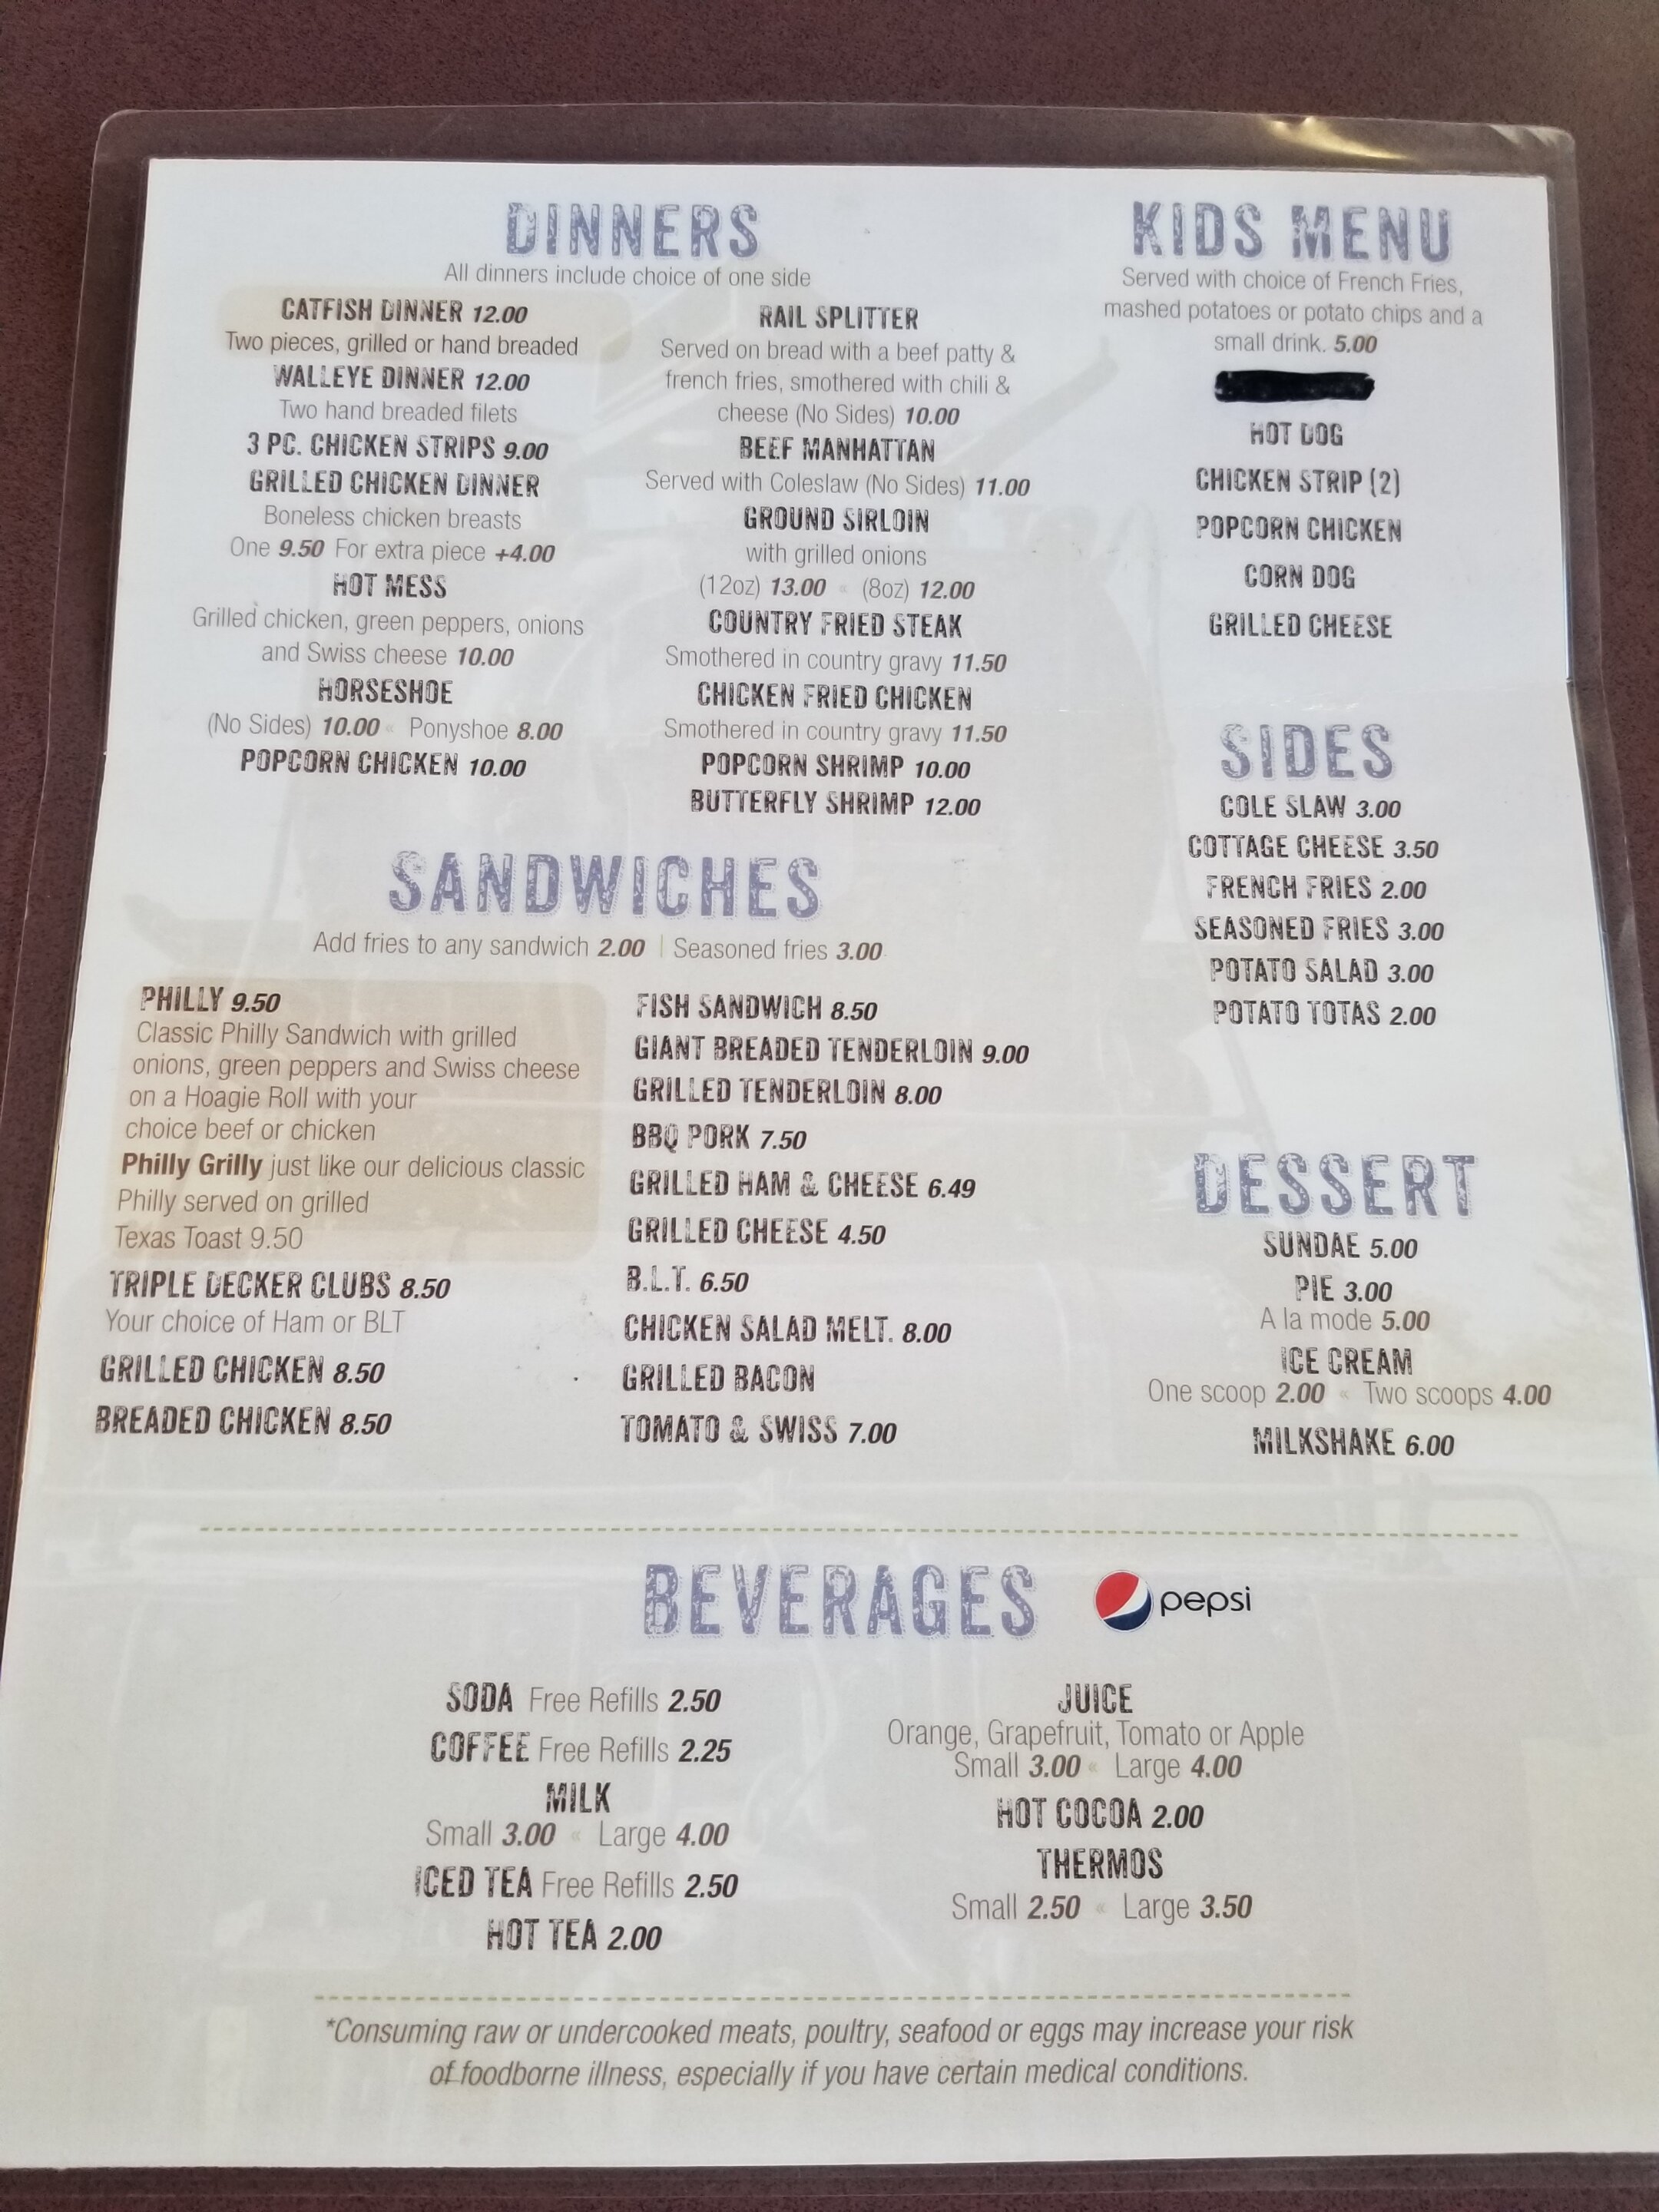 DINNERS
All dinners include choice of one side
CATFISH DINNER 12.00
Two pieces, grilled or hand breaded
WALLEYE DINNER 12.00
Two hand breaded filets
3 PC. CHICKEN STRIPS 9.00
GRILLED CHICKEN DINNER
Boneless chicken breasts
One 9.50 For extra piece +4.00
HOT MESS
Grilled chicken, green peppers, onions
and Swiss cheese 10.00
HORSESHOE
(No Sides) 10.00 « Ponyshoe 8.00
POPCORN CHICKEN 10.00
RAIL SPLITTER
Served on bread with a beef patty &
french fries, smothered with chili &
cheese (No Sides) 10.00
BEEF MANHATTAN
Served with Coleslaw (No Sides) 11.00
GROUND SIRLOIN
with grilled onions
(12oz) 13.00 « (8oz) 12.00
COUNTRY FRIED STEAK
Smothered in country gravy 11.50
CHICKEN FRIED CHICKEN
Smothered in country gravy 11.50
POPCORN SHRIMP 10.00
BUTTERFLY SHRIMP 12.00
KIDS MENU
Served with choice of French Fries,
mashed potatoes or potato chips and a
small drink. 5.00
HOT DOG
CHICKEN STRIP (2)
POPCORN CHICKEN
CORN DOG
GRILLED CHEESE
SIDES
COLE SLAW 3.00
COTTAGE CHEESE 3.50
FRENCH FRIES 2.00
SEASONED FRIES 3.00
POTATO SALAD 3.00
POTATO TOTAS 2.00
SANDWICHES
Add fries to any sandwich 2.00 | Seasoned fries 3.00
PHILLY 9.50
Classic Philly Sandwich with grilled
onions, green peppers and Swiss cheese
on a Hoagie Roll with your
choice beef or chicken
Philly Grilly just like our delicious classic
Philly served on grilled
Texas Toast 9.50
TRIPLE DECKER CLUBS 8.50
Your choice of Ham or BLT
GRILLED CHICKEN 8.50
BREADED CHICKEN 8.50
FISH SANDWICH 8.50
GIANT BREADED TENDERLOIN 9.00
GRILLED TENDERLOIN 8.00
BBQ PORK 7.50
GRILLED HAM & CHEESE 6.49
GRILLED CHEESE 4.50
B.L.T. 6.50
CHICKEN SALAD MELT. 8.00
GRILLED BACON
TOMATO & SWISS 7.00
DESSERT
SUNDAE 5.00
PIE 3.00
A la mode 5.00
ICE CREAM
One scoop 2.00 « Two scoops 4.00
MILKSHAKE 6.00
BEVERAGES
pepsi
SODA Free Refills 2.50
COFFEE Free Refills 2.25
MILK
Small 3.00 « Large 4.00
ICED TEA Free Refills 2.50
HOT TEA 2.00
JUICE
Orange, Grapefruit, Tomato or Apple
Small 3.00 « Large 4.00
HOT COCOA 2.00
THERMOS
Small 2.50 « Large 3.50
*Consuming raw or undercooked meats, poultry, seafood or eggs may increase your risk
of foodborne illness, especially if you have certain medical conditions.